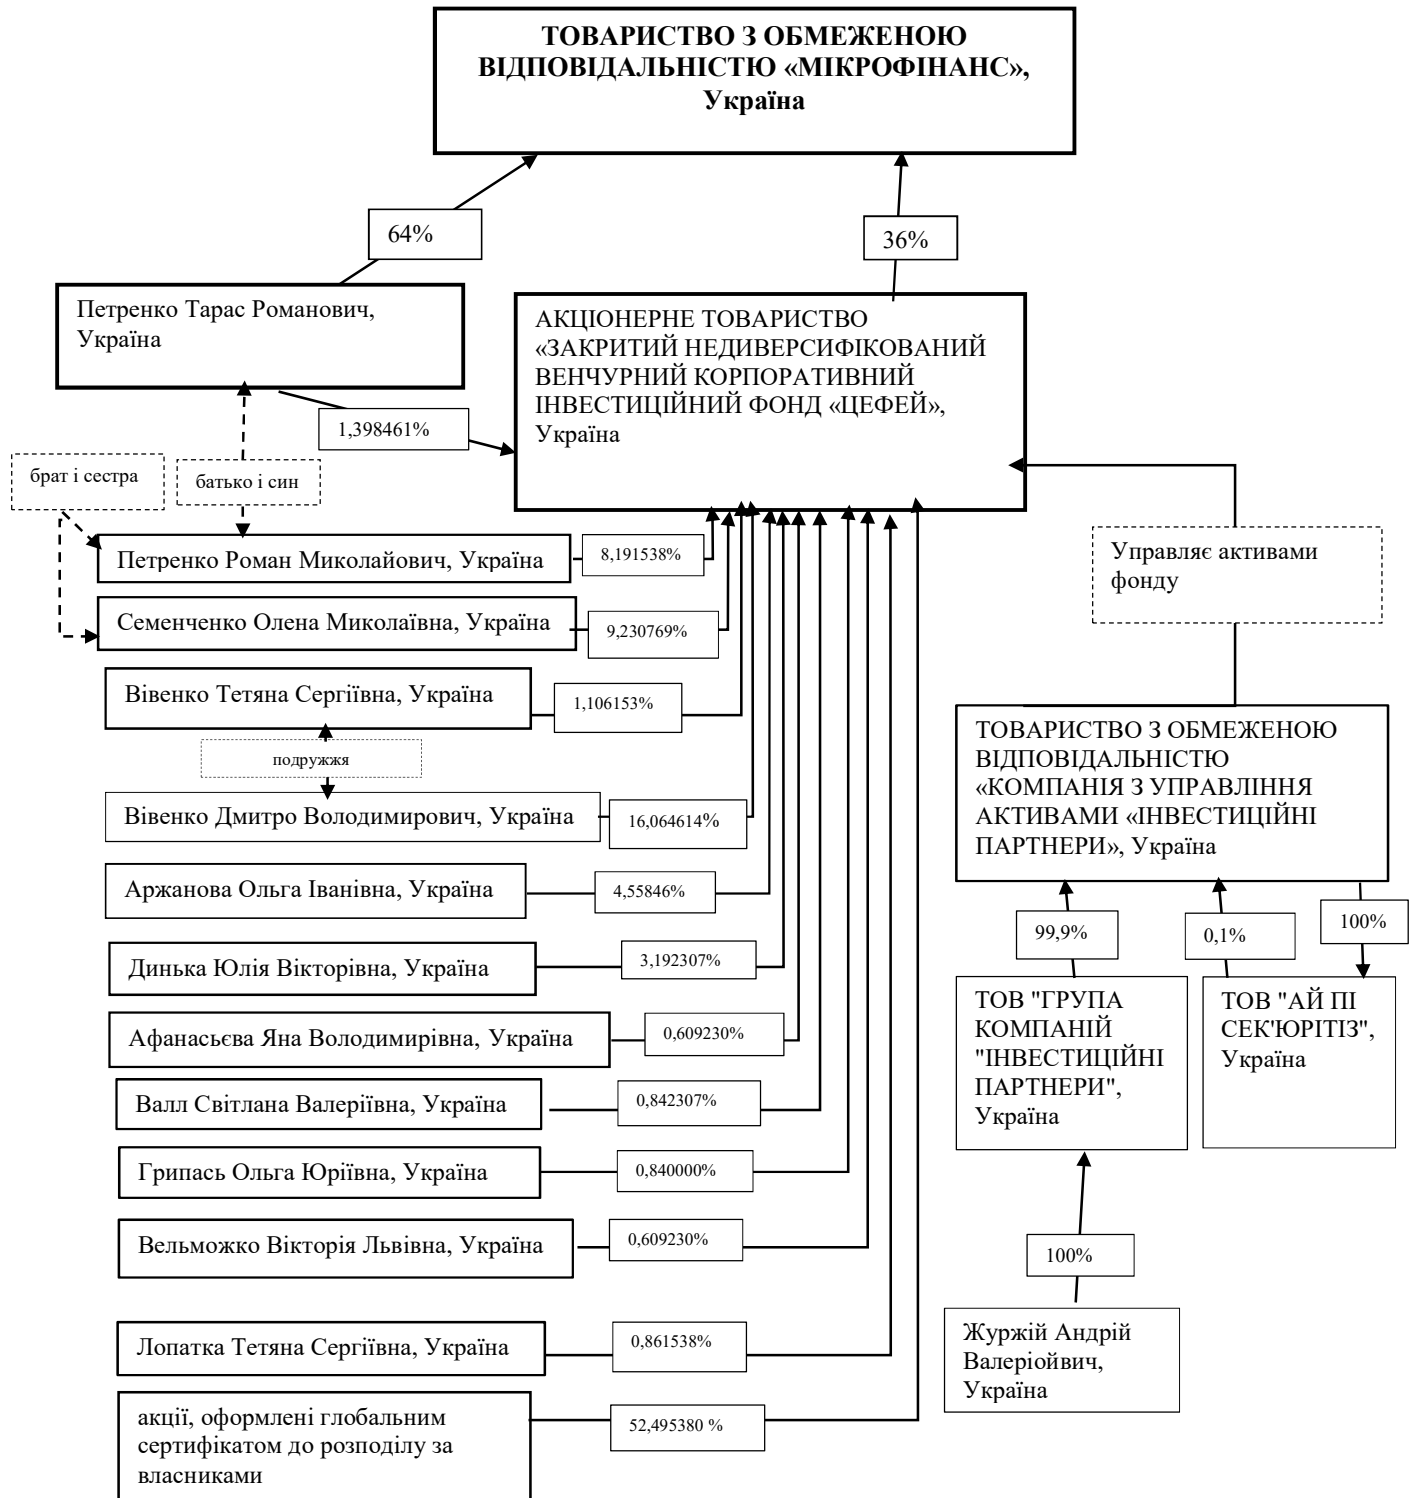 ТОВАРИСТВО З ОБМЕЖЕНОЮ
ВІДПОВІДАЛЬНІСТЮ «МІКРОФІНАНС»,
Україна
64%
36%
Петренко Тарас Романович,
Україна
АКЦІОНЕРНЕ ТОВАРИСТВО
«ЗАКРИТИЙ НЕДИВЕРСИФІКОВАНИЙ
ВЕНЧУРНИЙ КОРПОРАТИВНИЙ
ІНВЕСТИЦІЙНИЙ ФОНД «ЦЕФЕЙ»,
Україна
1,398461%
брат і сестра
батько і син
Петренко Роман Миколайович, Україна
8,191538%
Семенченко Олена Миколаївна, Україна
9,230769%
Вівенко Тетяна Сергіївна, Україна
1,106153%
подружжя
Вівенко Дмитро Володимирович, Україна
16,064614%
Аржанова Ольга Іванівна, Україна
4,55846%
Динька Юлія Вікторівна, Україна
3,192307%
Афанасьєва Яна Володимирівна, Україна
0,609230%
Валл Світлана Валеріївна, Україна
0,842307%
Грипась Ольга Юріївна, Україна
0,840000%
Вельможко Вікторія Львівна, Україна
0,609230%
Лопатка Тетяна Сергіївна, Україна
0,861538%
акції, оформлені глобальним
сертифікатом до розподілу за
власниками
52,495380 %
Управляє активами
фонду
ТОВАРИСТВО З ОБМЕЖЕНОЮ
ВІДПОВІДАЛЬНІСТЮ
«КОМПАНІЯ З УПРАВЛІННЯ
АКТИВАМИ «ІНВЕСТИЦІЙНІ
ПАРТНЕРИ», Україна
99,9%
0,1%
100%
ТОВ "ГРУПА
КОМПАНІЙ
"ІНВЕСТИЦІЙНІ
ПАРТНЕРИ",
Україна
ТОВ "АЙ ПІ
СЕК'ЮРІТІЗ",
Україна
100%
Журжій Андрій
Валеріойвич,
Україна